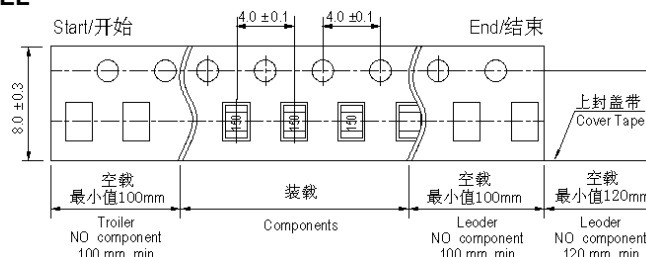 Start/开始
4.0 ±0.1
4.0 ±0.1
End/结束
8.0 ±0.3
150
150
150
上封盖带
Cover Tape
空载
最小值100mm
装载
空载
最小值100mm
空载
最小值120mm
Troiler
NO component
100 mm min
Components
Leoder
NO component
100 mm min
Leoder
NO component
120 mm min